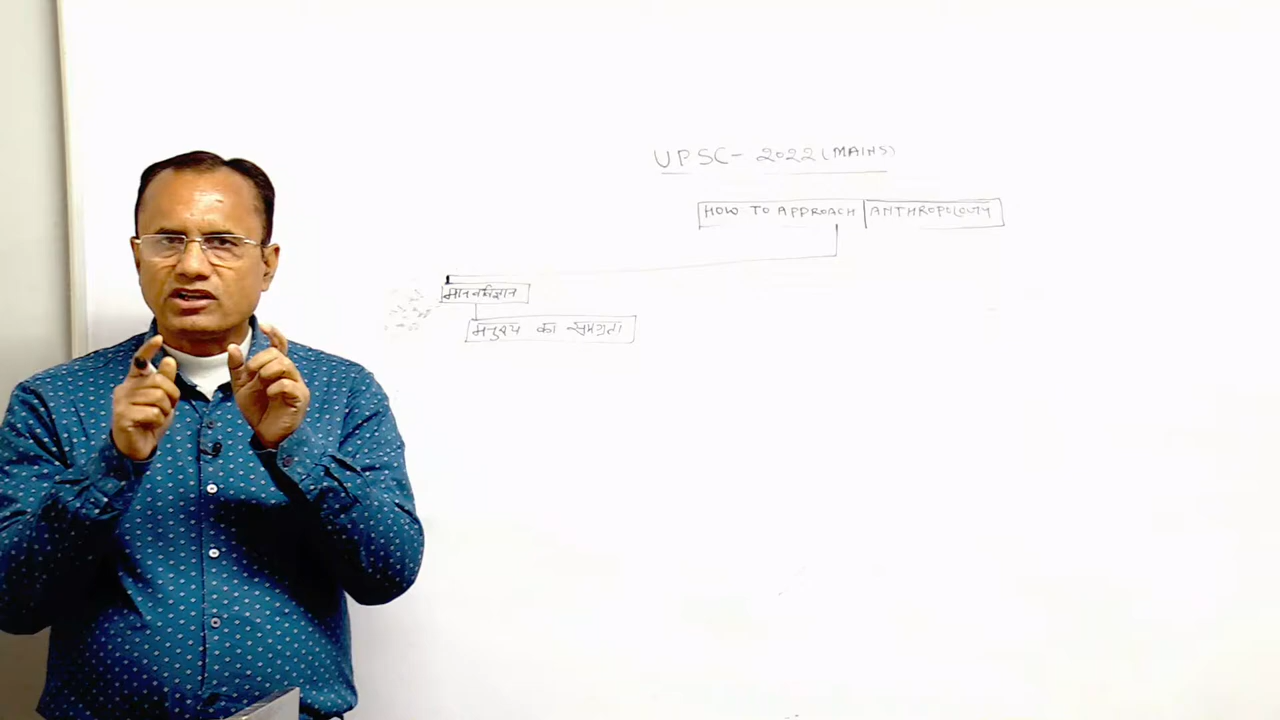 UPSC- 2022 (MAINS)
HOW TO APPROACH ANTHROPOLOGY
मानवविज्ञान
मनुष्य का समग्रता